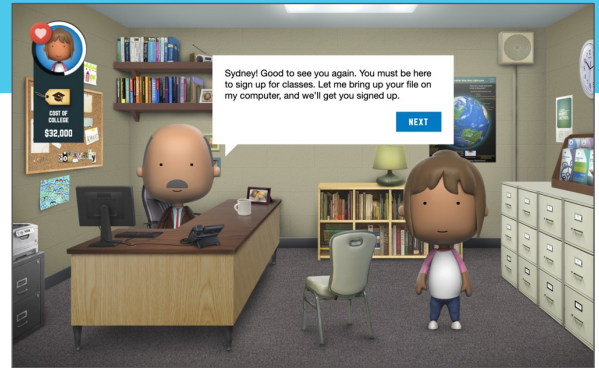 Sydney! Good to see you again. You must be here
to sign up for classes. Let me bring up your file on
my computer, and we'll get you signed up.
NEXT
COST OF
COLLEGE
$32,000